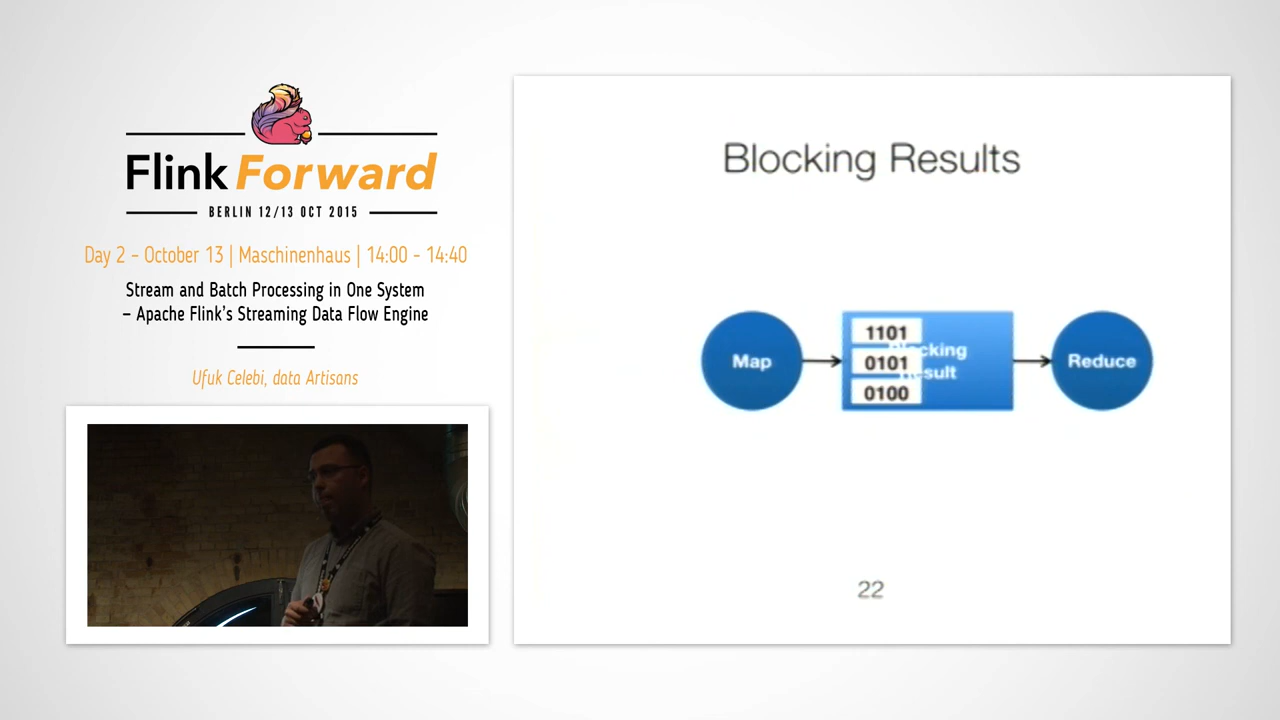 Flink Forward
BERLIN 12/13 OCT 2015
Day 2 - October 13 | Maschinenhaus | 14:00 - 14:40
Stream and Batch Processing in One System
– Apache Flink's Streaming Data Flow Engine
Ufuk Celebi, data Artisans
Blocking Results
Map
1101
0101
0100
Reduce
22